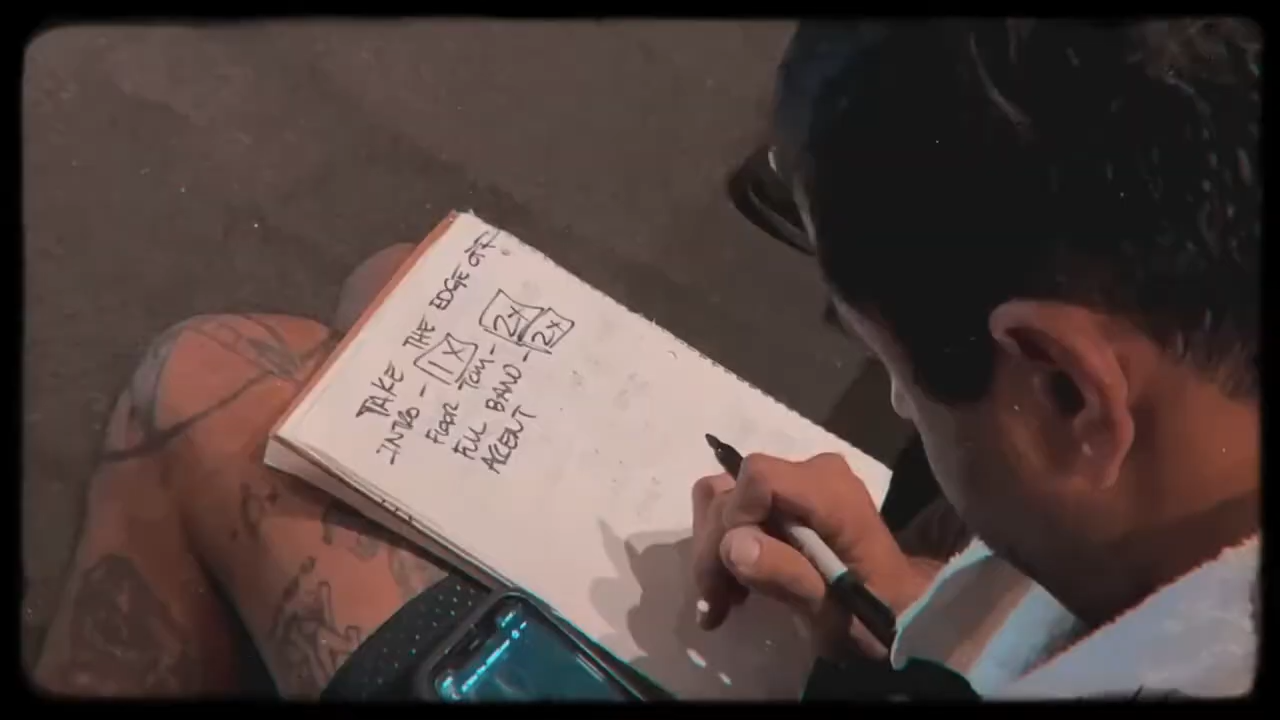 TAKE THE EDGE OFF
-INTRO - 1X
FLOOR TOM - 2X
FULL BAND - 2X
ACCENT